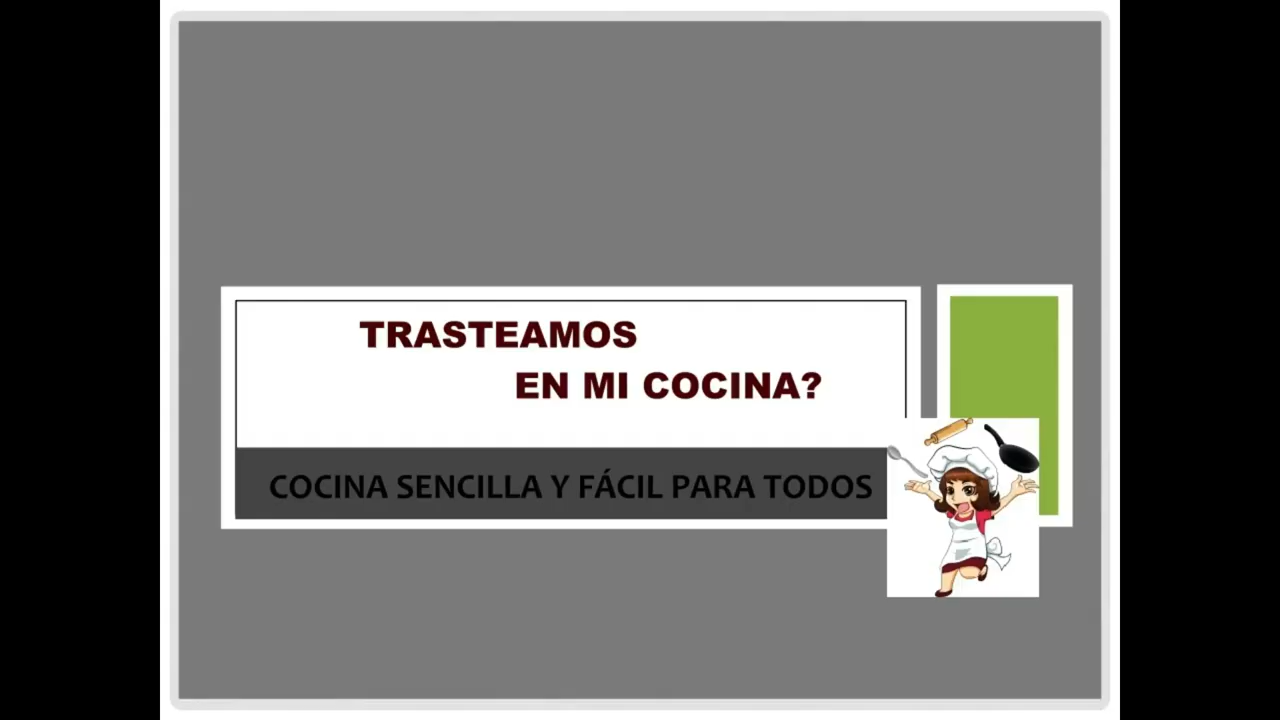 TRASTEAMOS
EN MI COCINA?
COCINA SENCILLA Y FÁCIL PARA TODOS